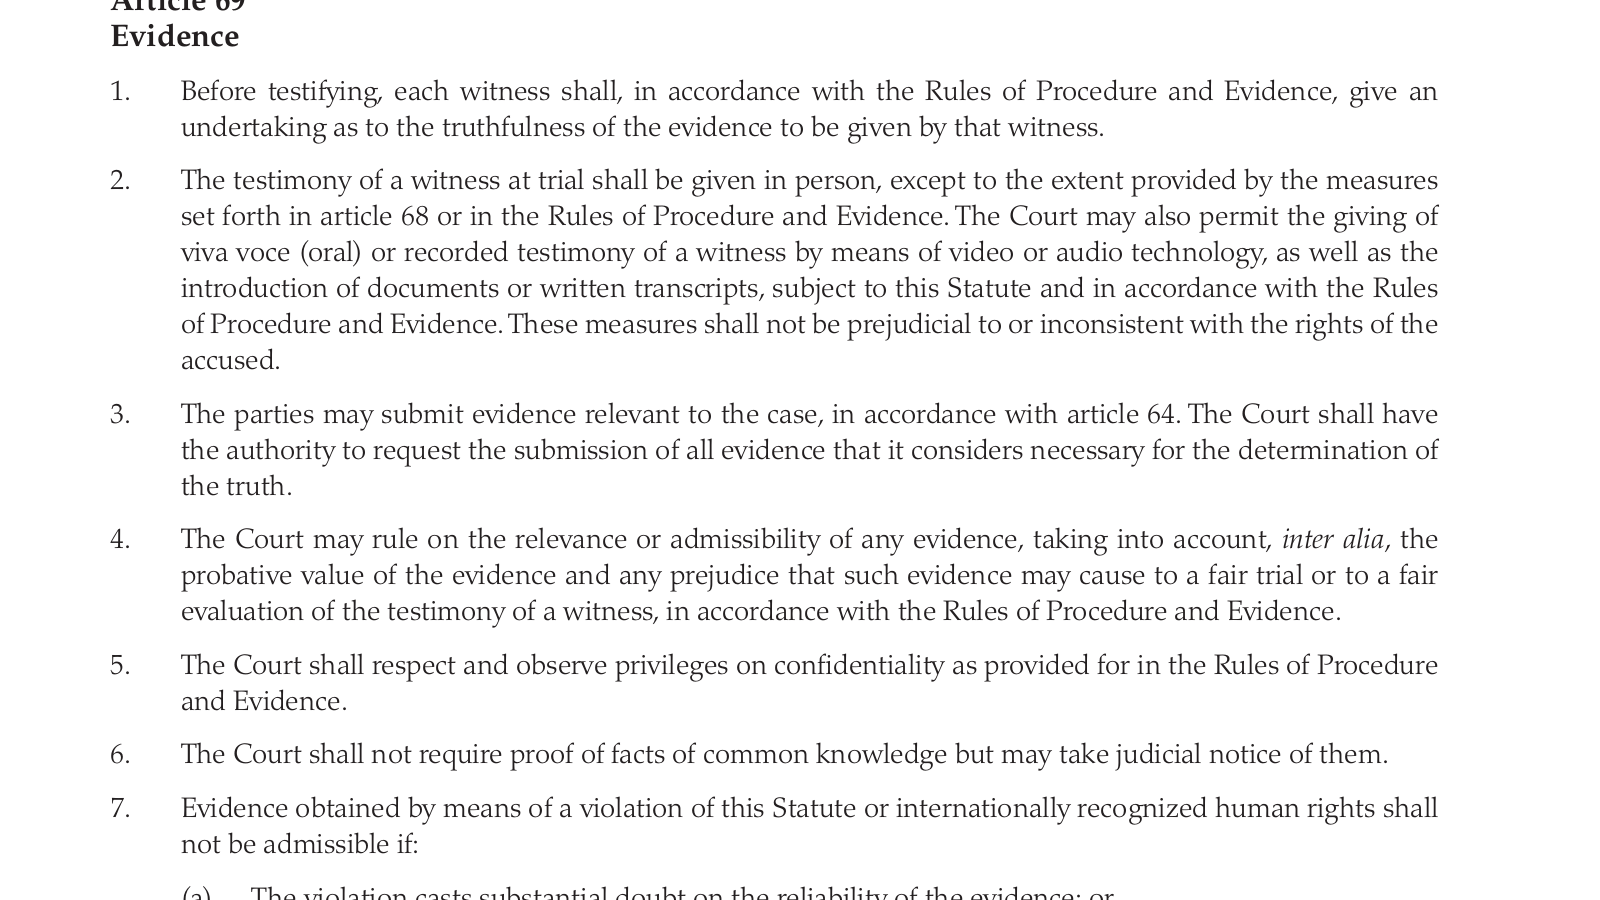 Article 69
Evidence
1. Before testifying, each witness shall, in accordance with the Rules of Procedure and Evidence, give an
undertaking as to the truthfulness of the evidence to be given by that witness.
2. The testimony of a witness at trial shall be given in person, except to the extent provided by the measures
set forth in article 68 or in the Rules of Procedure and Evidence. The Court may also permit the giving of
viva voce (oral) or recorded testimony of a witness by means of video or audio technology, as well as the
introduction of documents or written transcripts, subject to this Statute and in accordance with the Rules
of Procedure and Evidence. These measures shall not be prejudicial to or inconsistent with the rights of the
accused.
3. The parties may submit evidence relevant to the case, in accordance with article 64. The Court shall have
the authority to request the submission of all evidence that it considers necessary for the determination of
the truth.
4. The Court may rule on the relevance or admissibility of any evidence, taking into account, inter alia, the
probative value of the evidence and any prejudice that such evidence may cause to a fair trial or to a fair
evaluation of the testimony of a witness, in accordance with the Rules of Procedure and Evidence.
5. The Court shall respect and observe privileges on confidentiality as provided for in the Rules of Procedure
and Evidence.
6. The Court shall not require proof of facts of common knowledge but may take judicial notice of them.
7. Evidence obtained by means of a violation of this Statute or internationally recognized human rights shall
not be admissible if:
(a) The violation casts substantial doubt on the reliability of the evidence; or